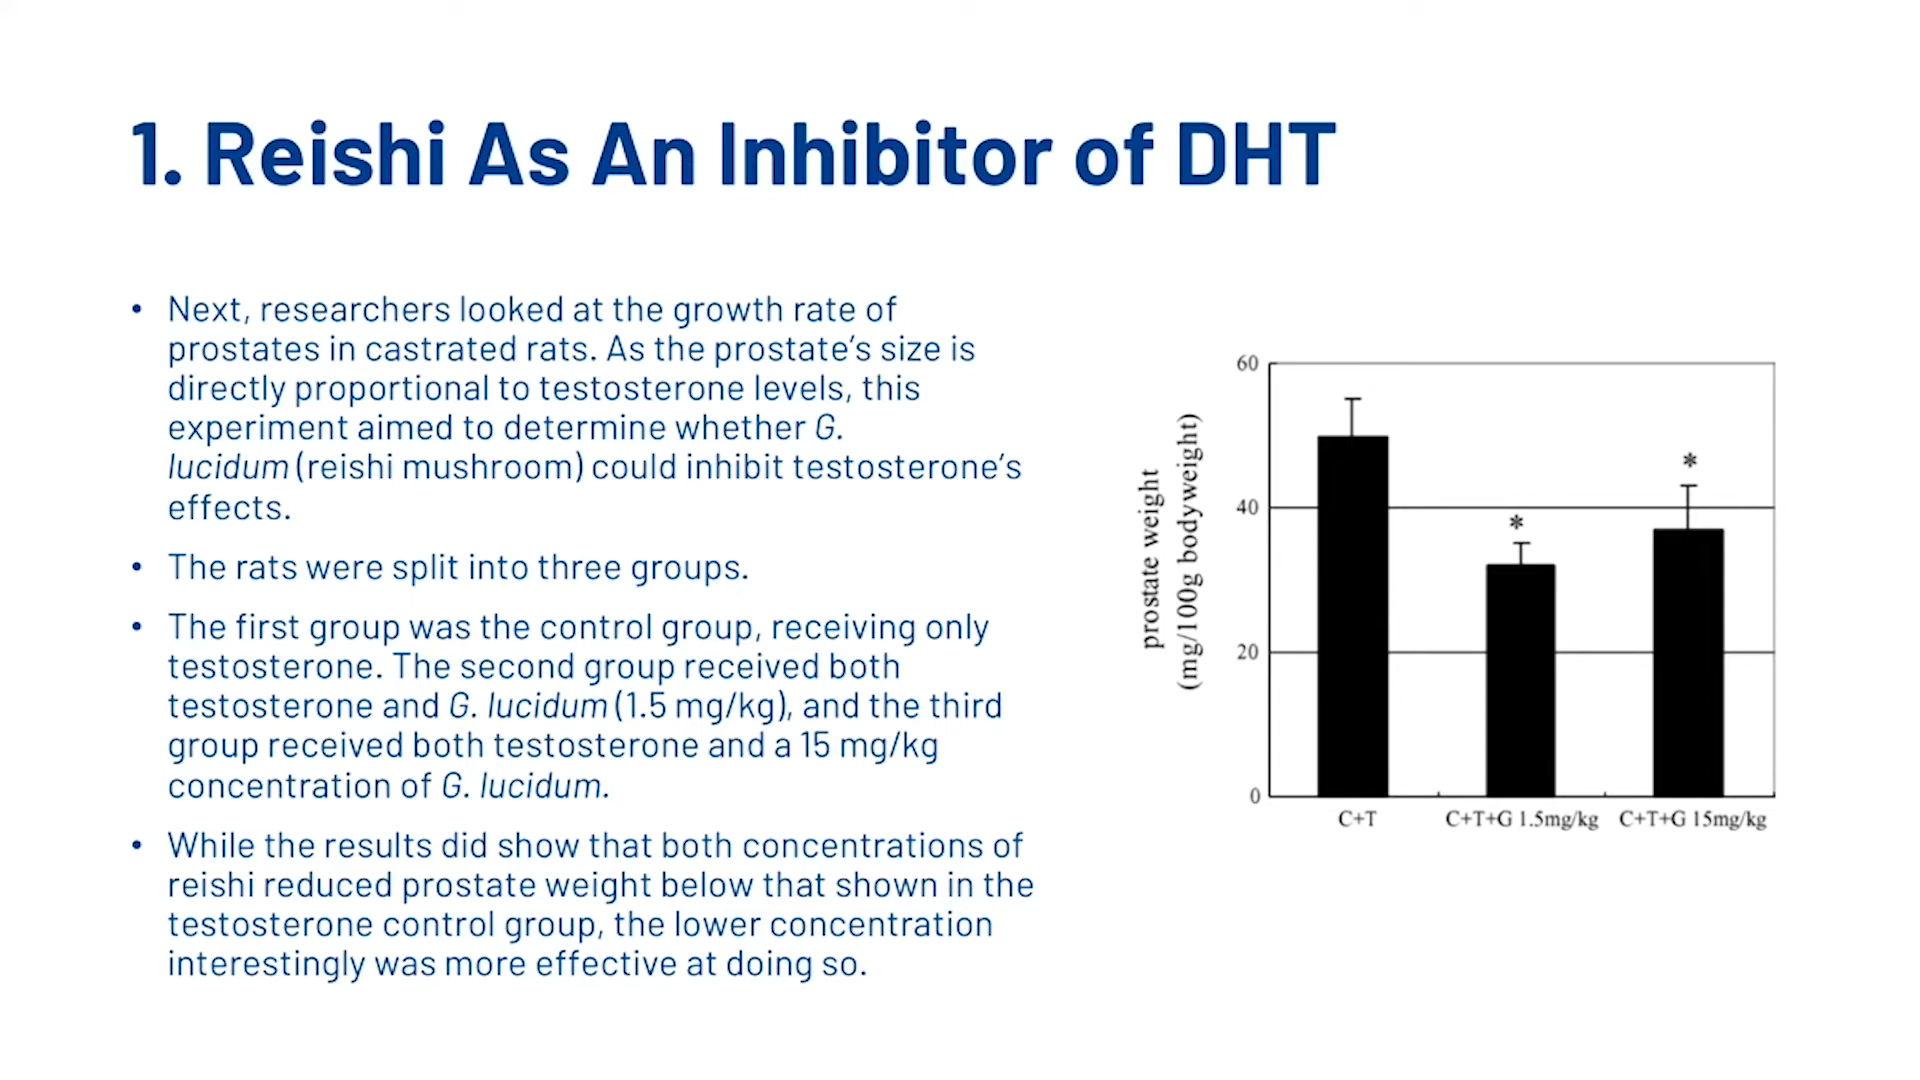 1. Reishi As An Inhibitor of DHT
• Next, researchers looked at the growth rate of
prostates in castrated rats. As the prostate’s size is
directly proportional to testosterone levels, this
experiment aimed to determine whether G.
lucidum (reishi mushroom) could inhibit testosterone’s
effects.
• The rats were split into three groups.
• The first group was the control group, receiving only
testosterone. The second group received both
testosterone and G. lucidum (1.5 mg/kg), and the third
group received both testosterone and a 15 mg/kg
concentration of G. lucidum.
• While the results did show that both concentrations of
reishi reduced prostate weight below that shown in the
testosterone control group, the lower concentration
interestingly was more effective at doing so.
prostate weight
(mg/100g bodyweight)
60
40
20
0
*
*
C+T
C+T+G 1.5mg/kg
C+T+G 15mg/kg